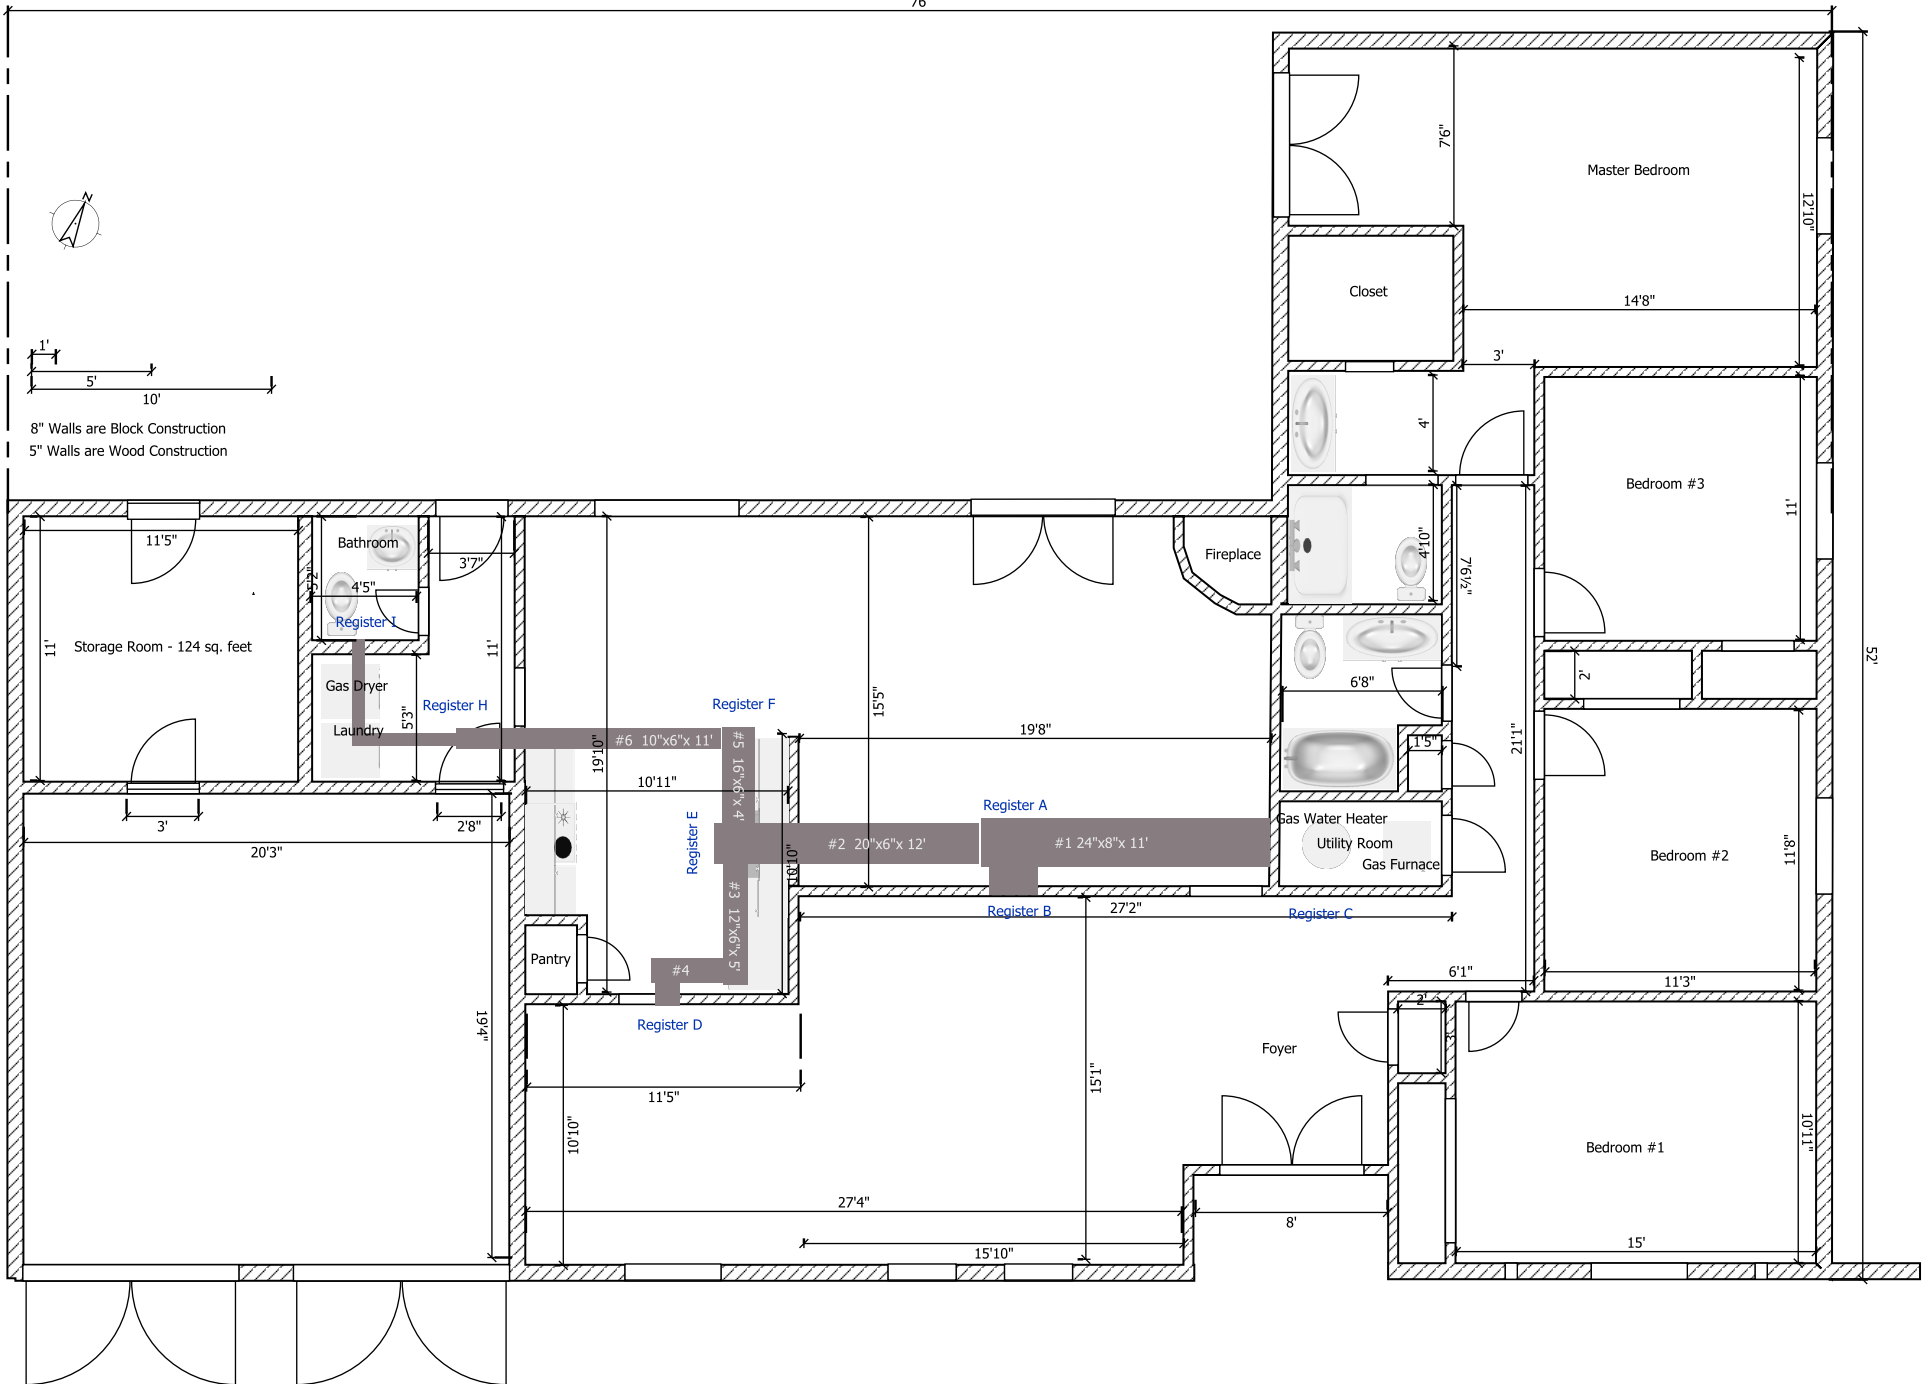 76'
N
7'6"
Master Bedroom
12'10"
Closet
14'8"
1'
5'
10'
3'
8" Walls are Block Construction
5" Walls are Wood Construction
4'
Bedroom #3
11'
11'5"
Bathroom
3'7"
5'2"
4'5"
Register I
Fireplace
4'10"
7'6½"
Storage Room - 124 sq. feet
11'
11'
52'
Gas Dryer
Register H
Register F
15'5"
6'8"
2'
Laundry
5'3"
#6 10"x6"x 11'
#5 16"x6"x 4'
19'10"
19'8"
1'5"
21'1"
10'11"
Register A
3'
2'8"
Gas Water Heater
20'3"
Register E
#2 20"x6"x 12'
#1 24"x8"x 11'
Utility Room
Gas Furnace
Bedroom #2
11'8"
10'10"
#3 12"x6"x 5'
Register B
27'2"
Register C
Pantry
#4
6'1"
11'3"
2'
3'
19'4"
Register D
Foyer
11'5"
15'1"
10'10"
Bedroom #1
10'11"
27'4"
8'
15'10"
15'